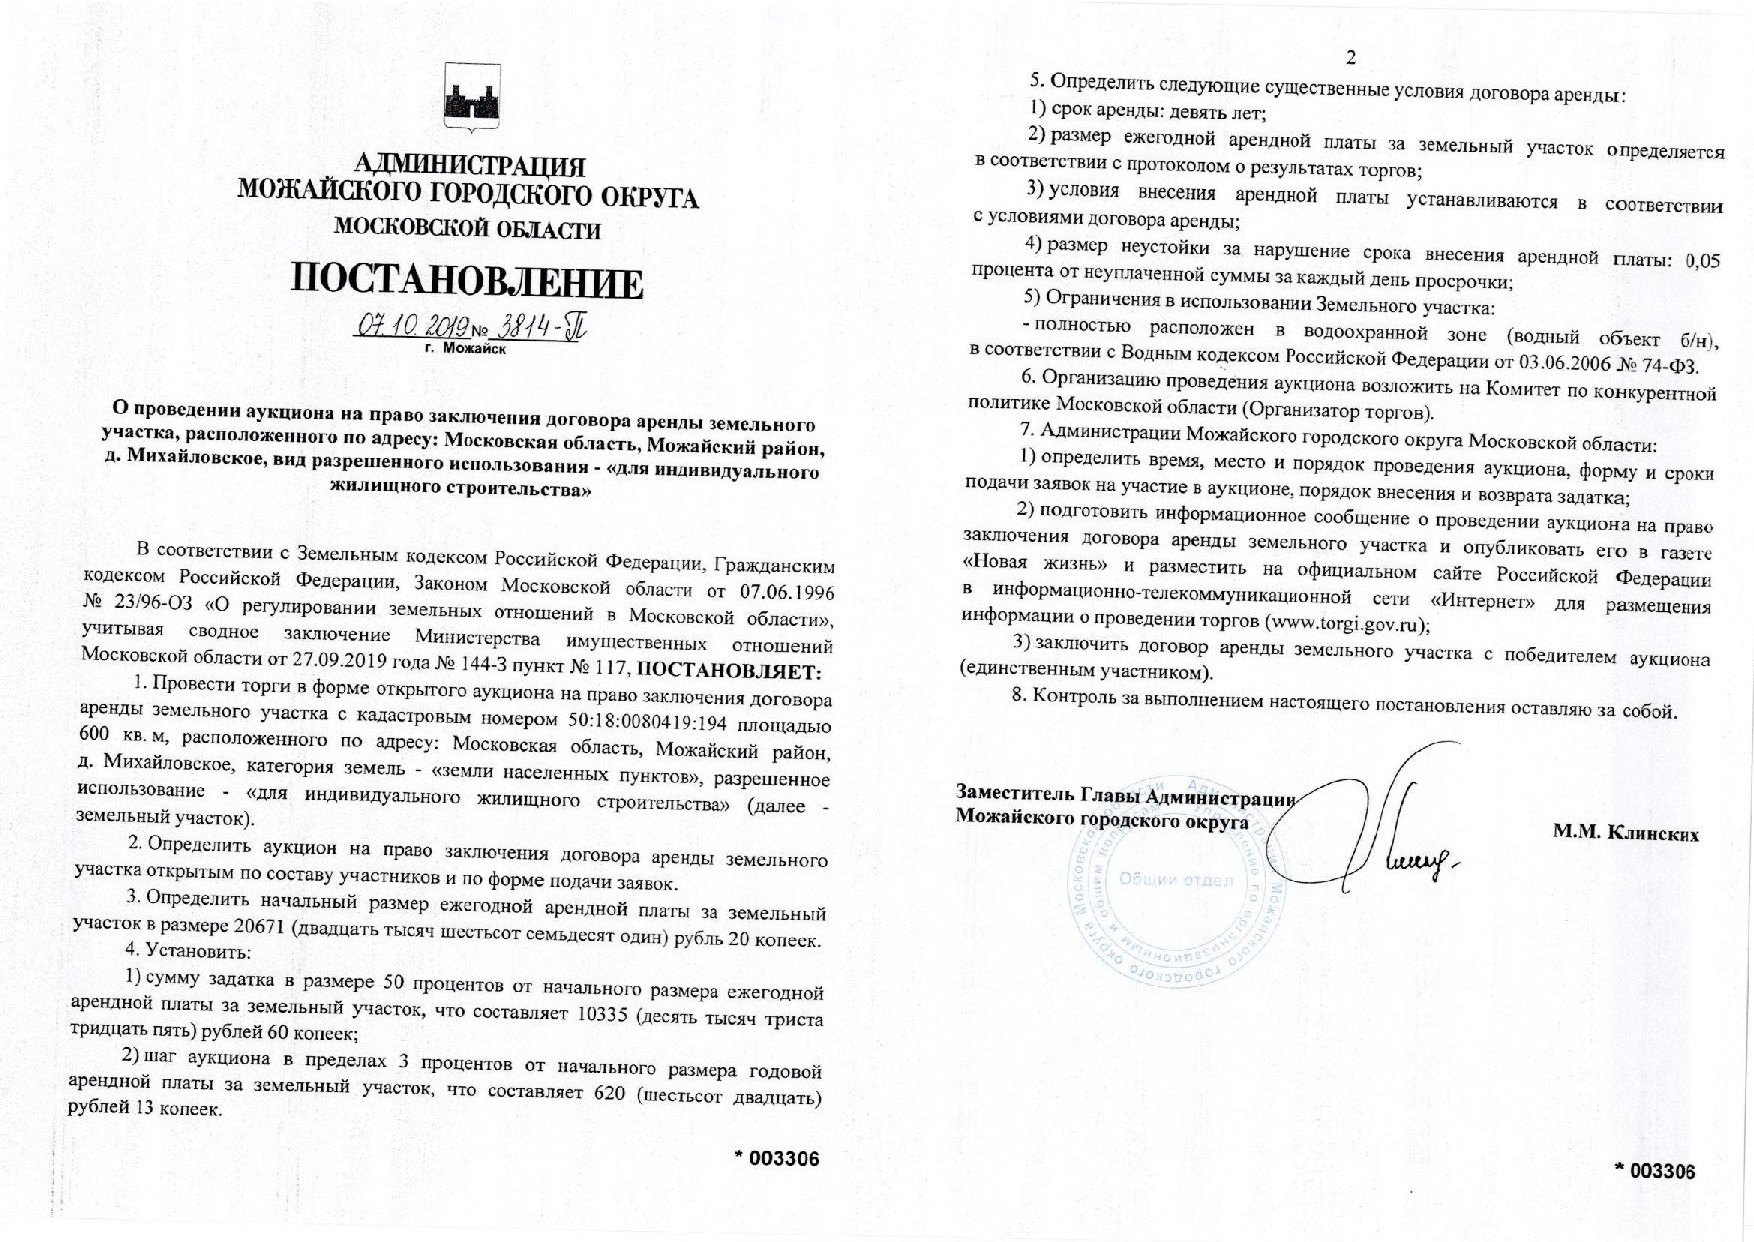 АДМИНИСТРАЦИЯ
МОЖАЙСКОГО ГОРОДСКОГО ОКРУГА
МОСКОВСКОЙ ОБЛАСТИ
ПОСТАНОВЛЕНИЕ
07.10.2019 № 3814-П
г. Можайск
О проведении аукциона на право заключения договора аренды земельного
участка, расположенного по адресу: Московская область, Можайский район,
д. Михайловское, вид разрешенного использования - «для индивидуального
жилищного строительства»
В соответствии с Земельным кодексом Российской Федерации, Гражданским
кодексом Российской Федерации, Законом Московской области от 07.06.1996
№ 23/96-ОЗ «О регулировании земельных отношений в Московской области»,
учитывая сводное заключение Министерства имущественных отношений
Московской области от 27.09.2019 года № 144-З пункт № 117, ПОСТАНОВЛЯЕТ:
1. Провести торги в форме открытого аукциона на право заключения договора
аренды земельного участка с кадастровым номером 50:18:0080419:194 площадью
600 кв. м, расположенного по адресу: Московская область, Можайский район,
д. Михайловское, категория земель - «земли населенных пунктов», разрешенное
использование - «для индивидуального жилищного строительства» (далее -
земельный участок).
2. Определить аукцион на право заключения договора аренды земельного
участка открытым по составу участников и по форме подачи заявок.
3. Определить начальный размер ежегодной арендной платы за земельный
участок в размере 20671 (двадцать тысяч шестьсот семьдесят один) рубль 20 копеек.
4. Установить:
1) сумму задатка в размере 50 процентов от начального размера ежегодной
арендной платы за земельный участок, что составляет 10335 (десять тысяч триста
тридцать пять) рублей 60 копеек;
2) шаг аукциона в пределах 3 процентов от начального размера годовой
арендной платы за земельный участок, что составляет 620 (шестьсот двадцать)
рублей 13 копеек.
* 003306
2
5. Определить следующие существенные условия договора аренды:
1) срок аренды: девять лет;
2) размер ежегодной арендной платы за земельный участок определяется
в соответствии с протоколом о результатах торгов;
3) условия внесения арендной платы устанавливаются в соответствии
с условиями договора аренды;
4) размер неустойки за нарушение срока внесения арендной платы: 0,05
процента от неуплаченной суммы за каждый день просрочки;
5) Ограничения в использовании Земельного участка:
- полностью расположен в водоохранной зоне (водный объект б/н),
в соответствии с Водным кодексом Российской Федерации от 03.06.2006 № 74-ФЗ.
6. Организацию проведения аукциона возложить на Комитет по конкурентной
политике Московской области (Организатор торгов).
7. Администрации Можайского городского округа Московской области:
1) определить время, место и порядок проведения аукциона, форму и сроки
подачи заявок на участие в аукционе, порядок внесения и возврата задатка;
2) подготовить информационное сообщение о проведении аукциона на право
заключения договора аренды земельного участка и опубликовать его в газете
«Новая жизнь» и разместить на официальном сайте Российской Федерации
в информационно-телекоммуникационной сети «Интернет» для размещения
информации о проведении торгов (www.torgi.gov.ru);
3) заключить договор аренды земельного участка с победителем аукциона
(единственным участником).
8. Контроль за выполнением настоящего постановления оставляю за собой.
Заместитель Главы Администрации
Можайского городского округа
М.М. Клинских
Общий отдел
* 003306